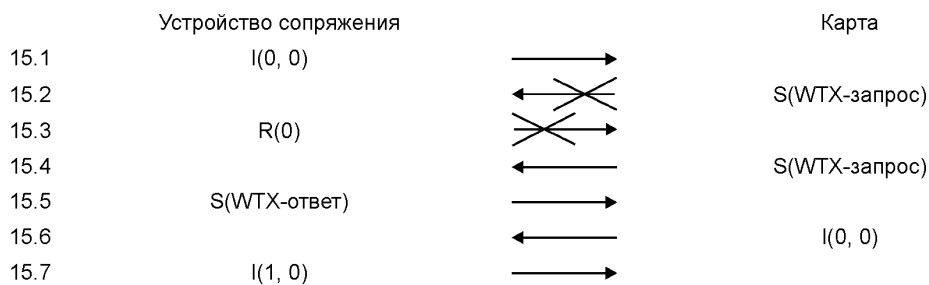 Устройство сопряжения Карта
15.1 I(0, 0)
15.2 S(WTX-запрос)
15.3 R(0)
15.4 S(WTX-запрос)
15.5 S(WTX-ответ)
15.6 I(0, 0)
15.7 I(1, 0)